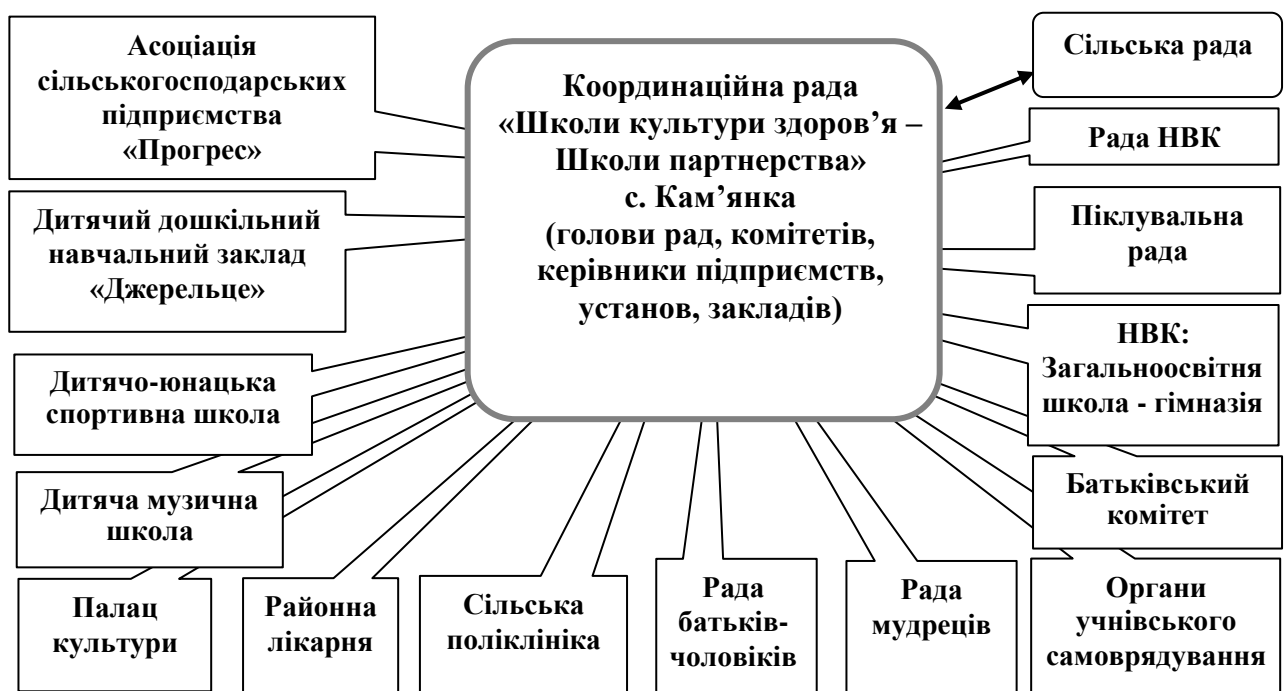 Асоціація
сільськогосподарських
підприємства
«Прогрес»
Координаційна рада
«Школи культури здоров’я –
Школи партнерства»
с. Кам’янка
(голови рад, комітетів,
керівники підприємств,
установ, закладів)
Сільська рада
Рада НВК
Дитячий дошкільний
навчальний заклад
«Джерельце»
Піклувальна
рада
НВК:
Загальноосвітня
школа - гімназія
Дитячо-юнацька
спортивна школа
Дитяча музична
школа
Батьківський
комітет
Палац
культури
Районна
лікарня
Сільська
поліклініка
Рада
батьків-
чоловіків
Рада
мудреців
Органи
учнівського
самоврядування